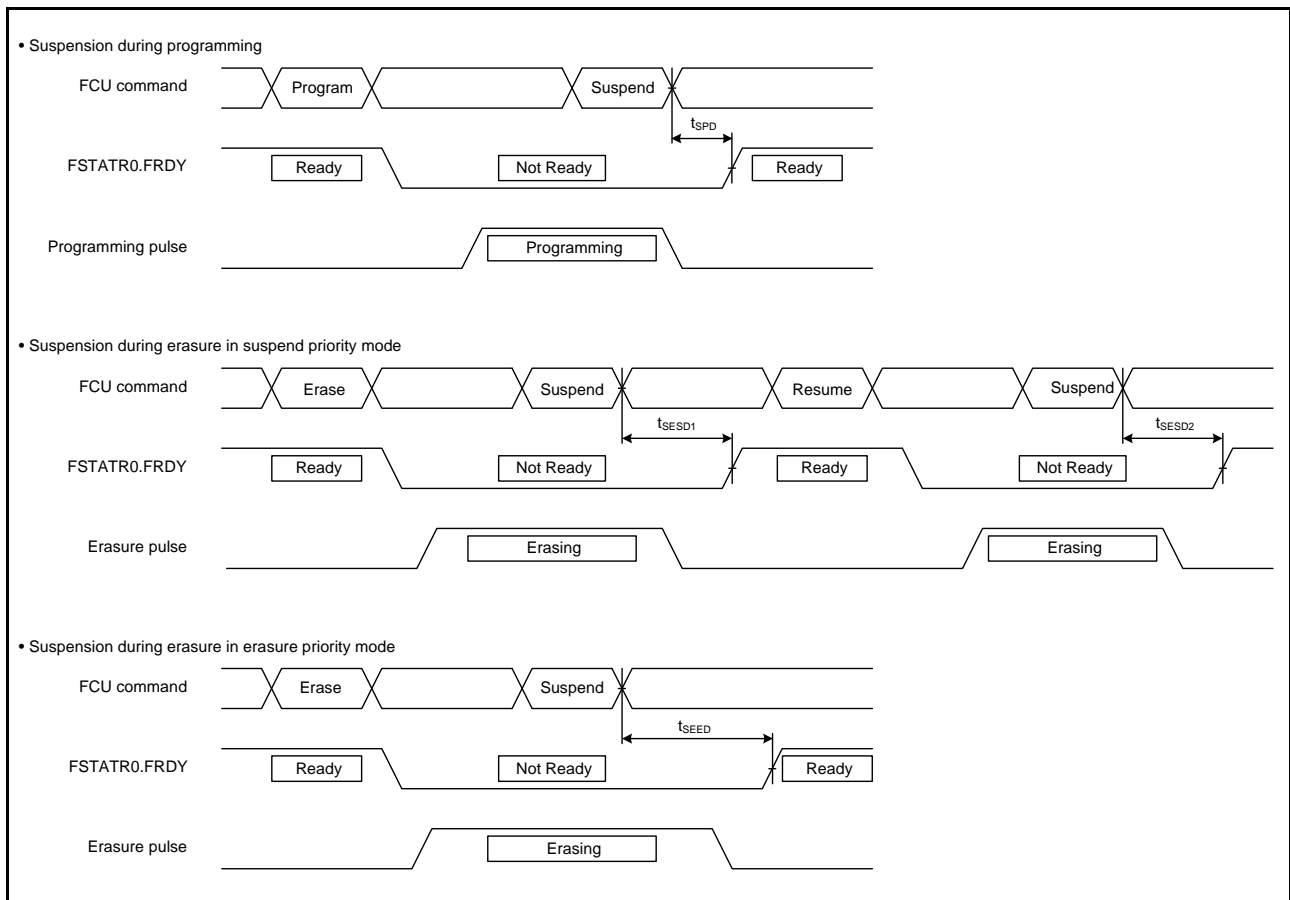 • Suspension during programming
FCU command
Program
Suspend
tSPD
FSTATR0.FRDY
Ready
Not Ready
Ready
Programming pulse
Programming
• Suspension during erasure in suspend priority mode
FCU command
Erase
Suspend
Resume
Suspend
tSESD1
tSESD2
FSTATR0.FRDY
Ready
Not Ready
Ready
Not Ready
Erasure pulse
Erasing
Erasing
• Suspension during erasure in erasure priority mode
FCU command
Erase
Suspend
tSEED
FSTATR0.FRDY
Ready
Not Ready
Ready
Erasure pulse
Erasing